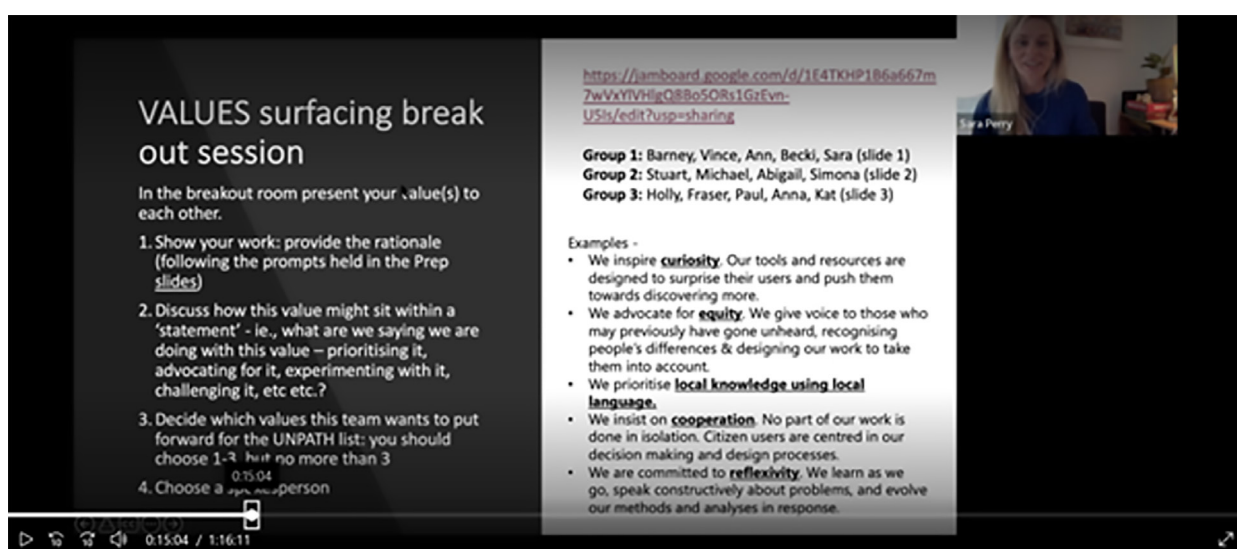 VALUES surfacing break
out session
In the breakout room present your value(s) to
each other.
1. Show your work: provide the rationale
(following the prompts held in the Prep
slides)
2. Discuss how this value might sit within a
‘statement’ - ie., what are we saying we are
doing with this value – prioritising it,
advocating for it, experimenting with it,
challenging it, etc etc.?
3. Decide which values this team wants to put
forward for the UNPATH list: you should
choose 1-3, but no more than 3
4. Choose a spokesperson
https://jamboard.google.com/d/1E4TKHP1B6a667m
7wVxYlVHlgQ8Bo5ORs1GzEvn-
U5Is/edit?usp=sharing
Group 1: Barney, Vince, Ann, Becki, Sara (slide 1)
Group 2: Stuart, Michael, Abigail, Simona (slide 2)
Group 3: Holly, Fraser, Paul, Anna, Kat (slide 3)
Examples -
• We inspire curiosity. Our tools and resources are
designed to surprise their users and push them
towards discovering more.
• We advocate for equity. We give voice to those who
may previously have gone unheard, recognising
people's differences & designing our work to take
them into account.
• We prioritise local knowledge using local
language.
• We insist on cooperation. No part of our work is
done in isolation. Citizen users are centred in our
decision making and design processes.
• We are committed to reflexivity. We learn as we
go, speak constructively about problems, and evolve
our methods and analyses in response.
Sara Perry
0:15:04
10
10
0:15:04 / 1:16:11